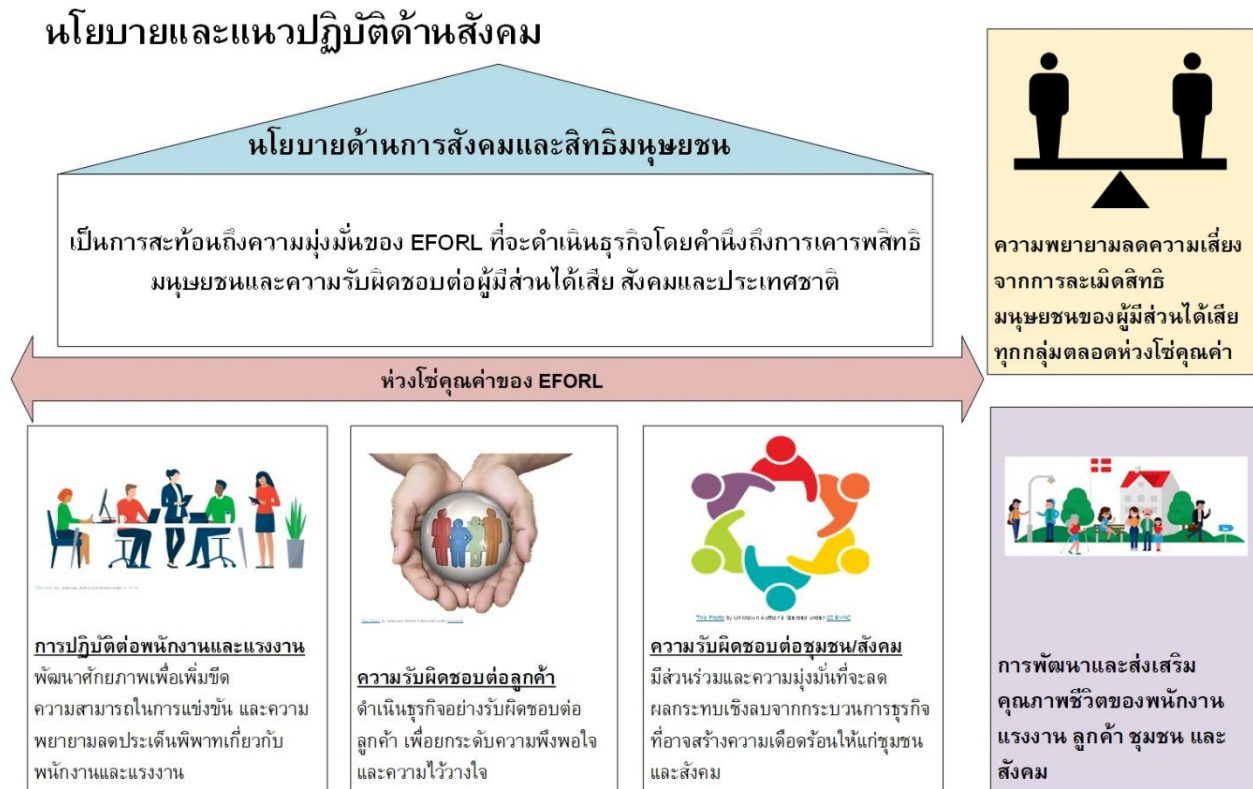 นโยบายและแนวปฏิบัติด้านสังคม
นโยบายด้านการสังคมและสิทธิมนุษยชน
เป็นการสะท้อนถึงความมุ่งมั่นของ EFORL ที่จะดำเนินธุรกิจโดยคำนึงถึงการเคารพสิทธิ
มนุษยชนและความรับผิดชอบต่อผู้มีส่วนได้เสีย สังคมและประเทศชาติ
ห่วงโซ่คุณค่าของ EFORL
ความพยายามลดความเสี่ยง
จากการละเมิดสิทธิ
มนุษยชนของผู้มีส่วนได้เสีย
ทุกกลุ่มตลอดห่วงโซ่คุณค่า
การปฏิบัติต่อพนักงานและแรงงาน
พัฒนาศักยภาพเพื่อเพิ่มขีด
ความสามารถในการแข่งขัน และความ
พยายามลดประเด็นพิพาทเกี่ยวกับ
พนักงานและแรงงาน
ความรับผิดชอบต่อลูกค้า
ดำเนินธุรกิจอย่างรับผิดชอบต่อ
ลูกค้า เพื่อยกระดับความพึงพอใจ
และความไว้วางใจ
This Photo by Unknown Author is licensed under CC BY-NC
ความรับผิดชอบต่อชุมชน/สังคม
มีส่วนร่วมและความมุ่งมั่นที่จะลด
ผลกระทบเชิงลบจากกระบวนการธุรกิจ
ที่อาจสร้างความเดือดร้อนให้แก่ชุมชน
และสังคม
การพัฒนาและส่งเสริม
คุณภาพชีวิตของพนักงาน
แรงงาน ลูกค้า ชุมชน และ
สังคม